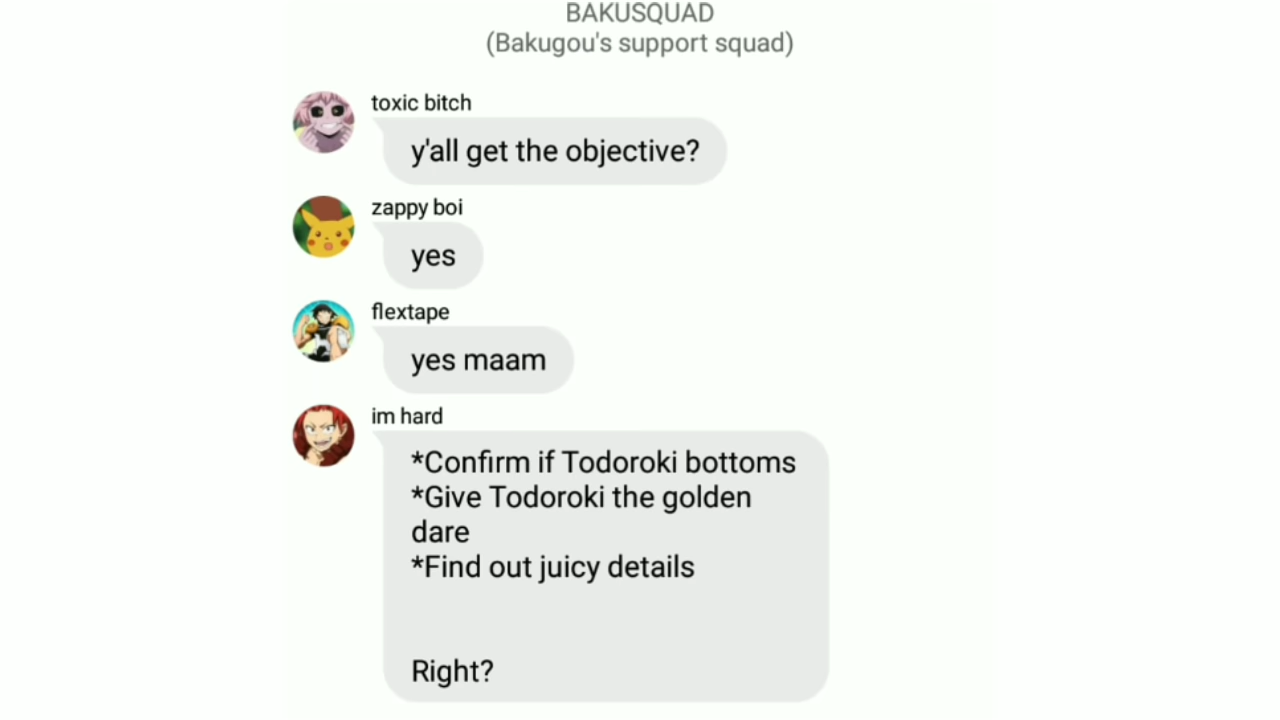 BAKUSQUAD
(Bakugou's support squad)
toxic bitch
y'all get the objective?
zappy boi
yes
flextape
yes maam
im hard
*Confirm if Todoroki bottoms
*Give Todoroki the golden
dare
*Find out juicy details
Right?